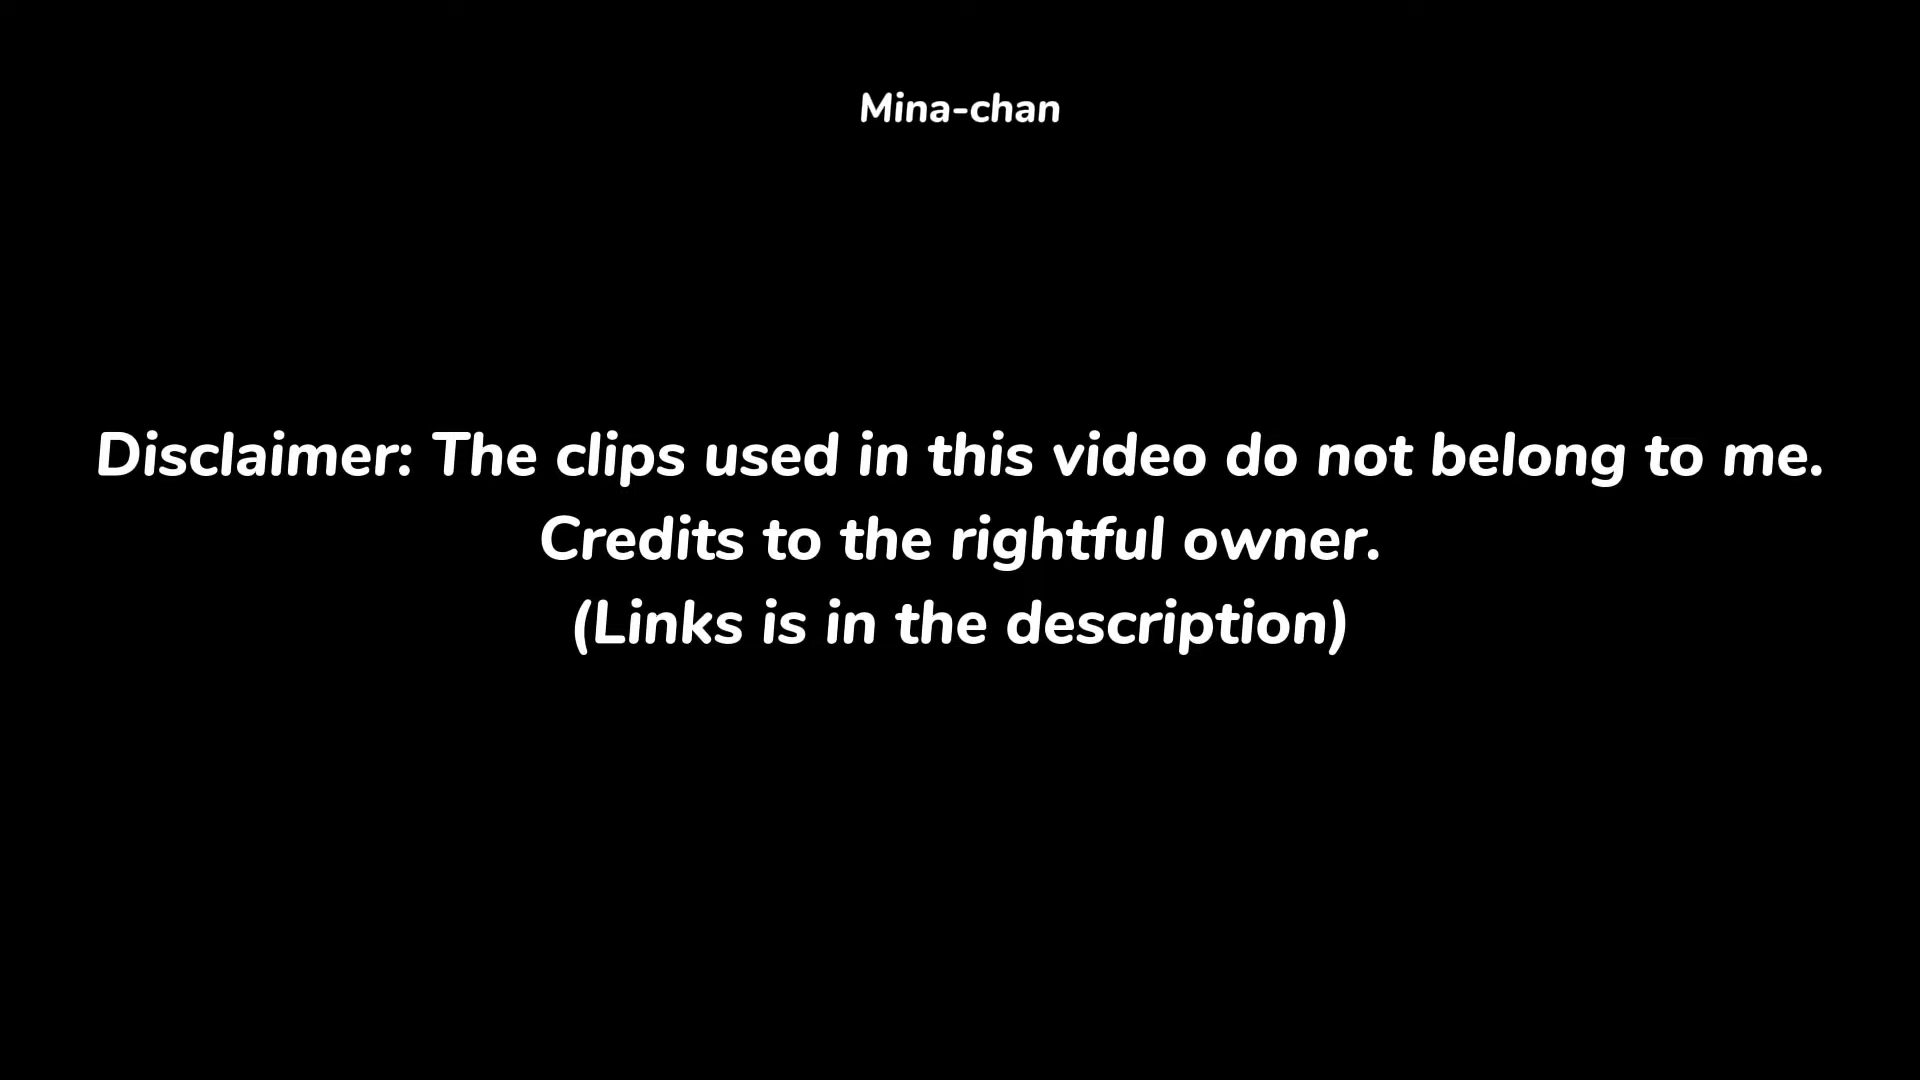 Mina-chan
Disclaimer: The clips used in this video do not belong to me.
Credits to the rightful owner.
(Links is in the description)